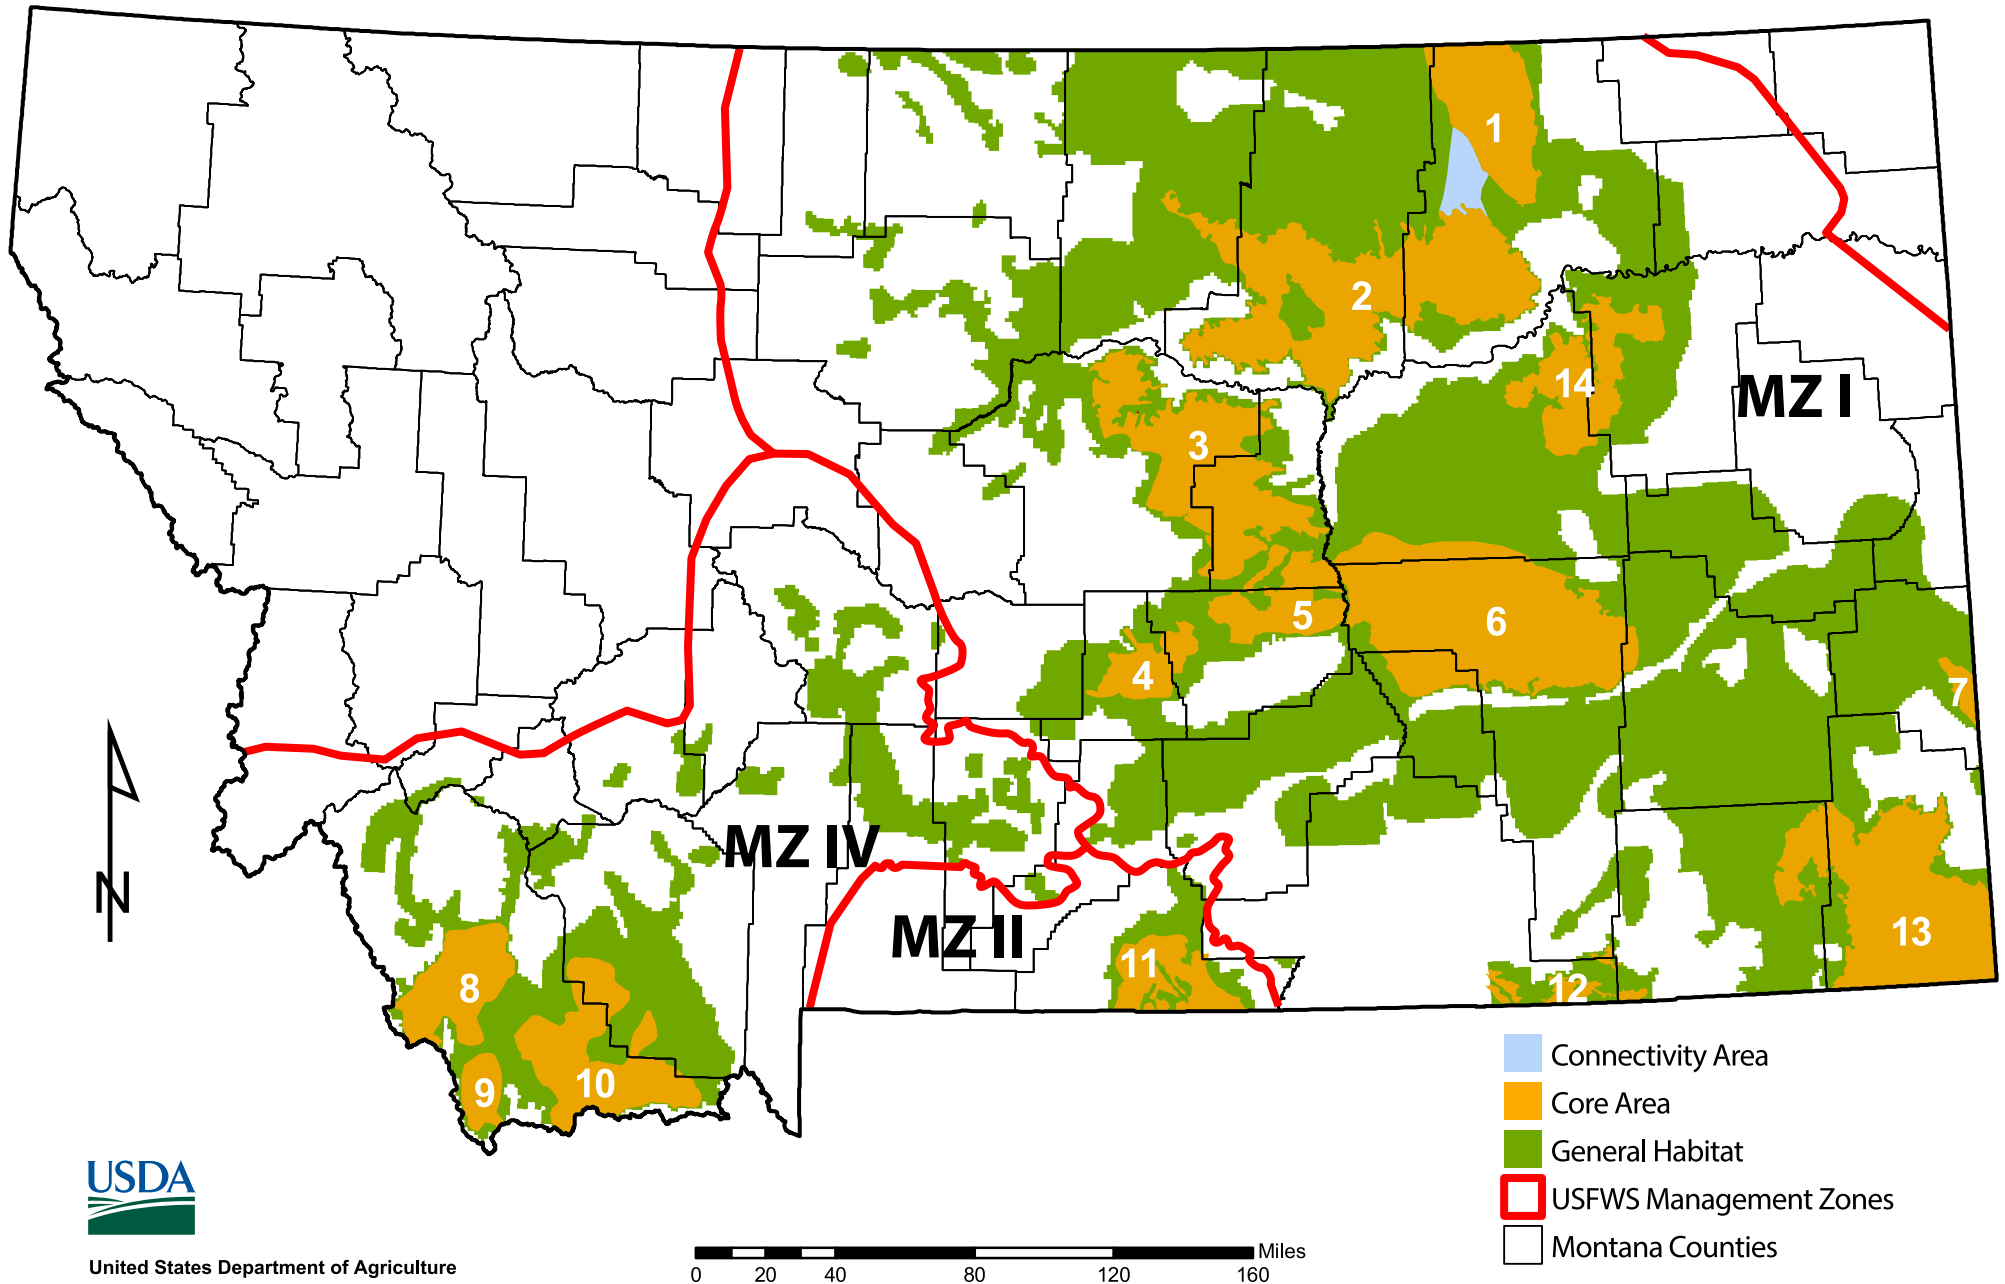 1
2
14
MZ I
3
5
6
4
7
MZ IV
MZ II
13
11
12
8
9
10
N
Connectivity Area
Core Area
General Habitat
USFWS Management Zones
Montana Counties
USDA
United States Department of Agriculture
Miles
0 20 40 80 120 160